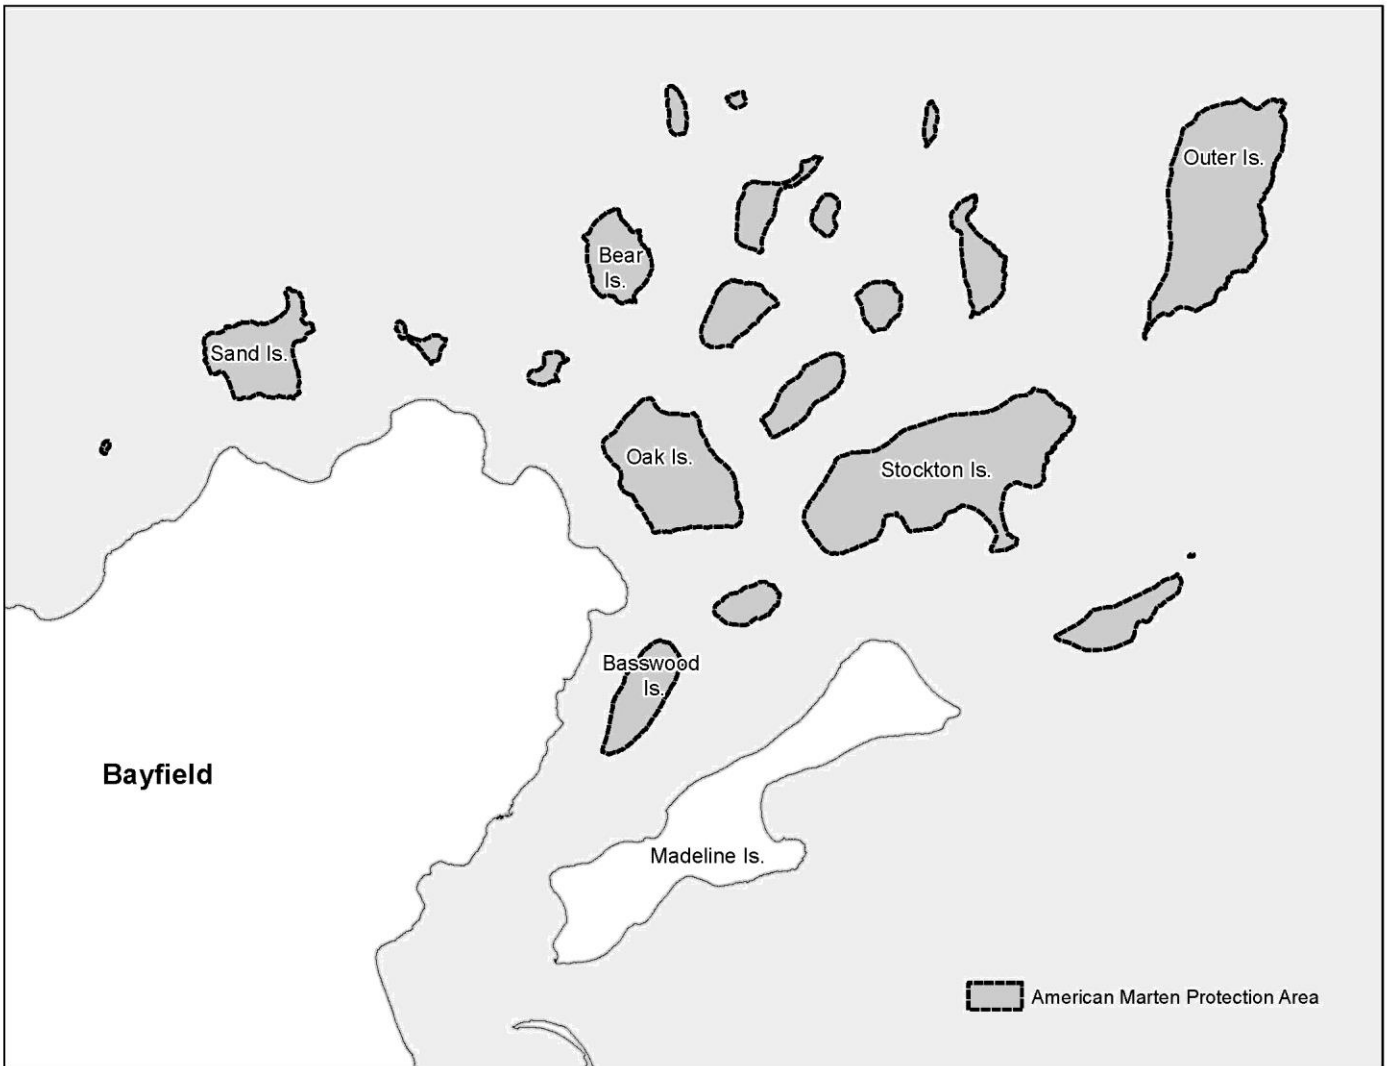 Outer Is.
Bear
Is.
Sand Is.
Oak Is.
Stockton Is.
Basswood
Is.
Bayfield
Madeline Is.
American Marten Protection Area